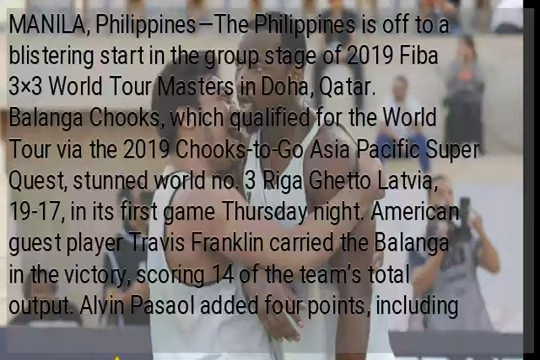 MANILA, Philippines—The Philippines is off to a
blistering start in the group stage of 2019 Fiba
3×3 World Tour Masters in Doha, Qatar.
Balanga Chooks, which qualified for the World
Tour via the 2019 Chooks-to-Go Asia Pacific Super
Quest, stunned world no. 3 Riga Ghetto Latvia,
19-17, in its first game Thursday night. American
guest player Travis Franklin carried the Balanga
in the victory, scoring 14 of the team's total
output. Alvin Pasaol added four points, including